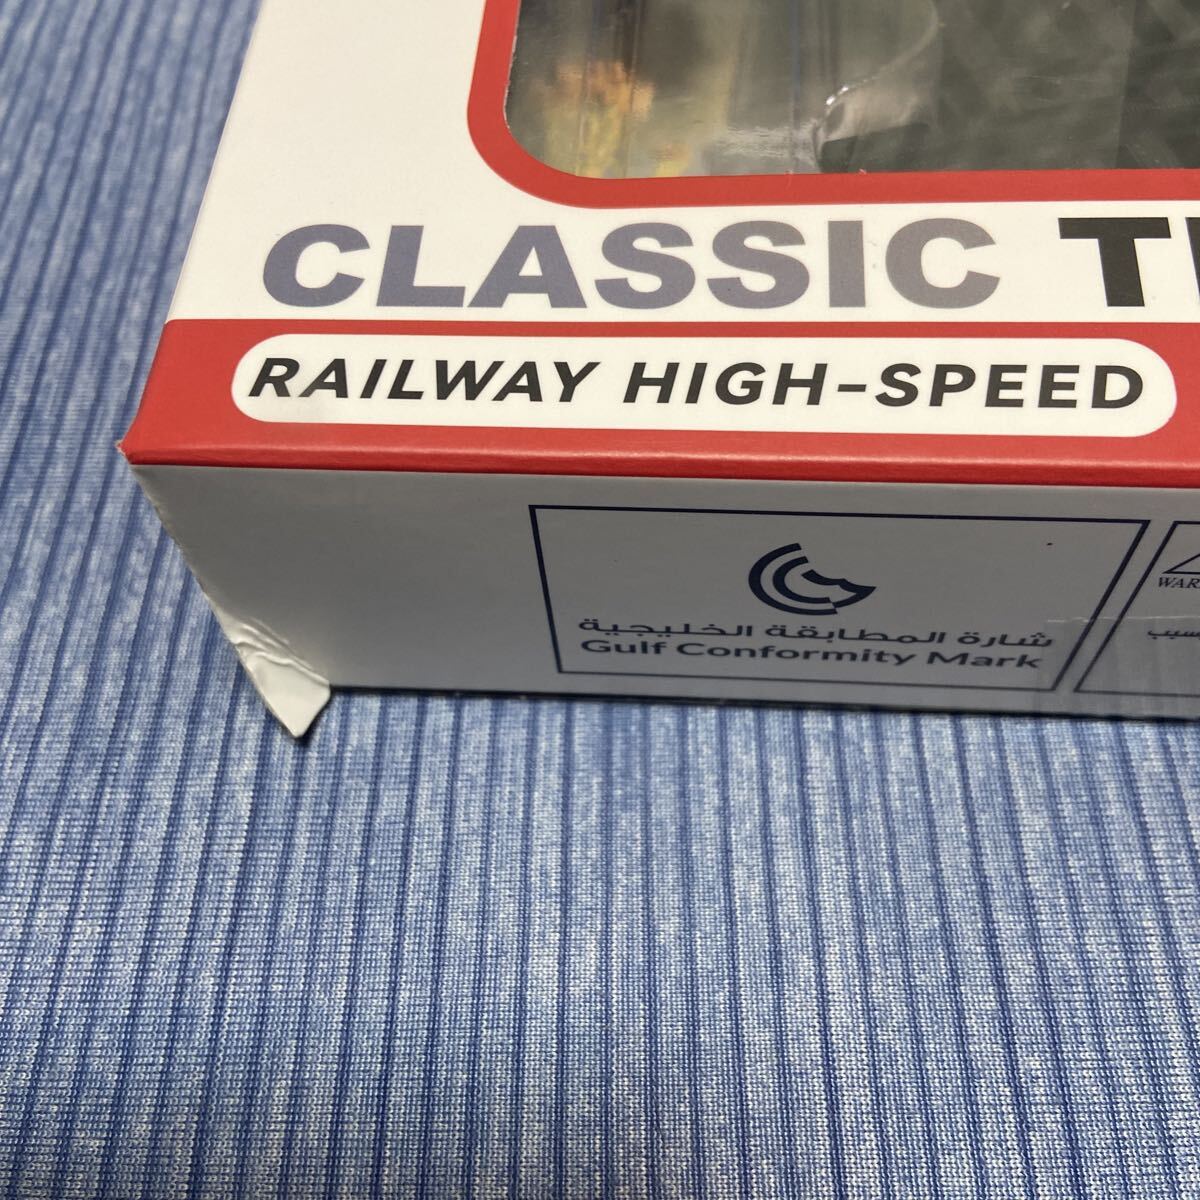 CLASSIC
RAILWAY HIGH-SPEED
شارة المطابقة الخليجية
Gulf Conformity Mark